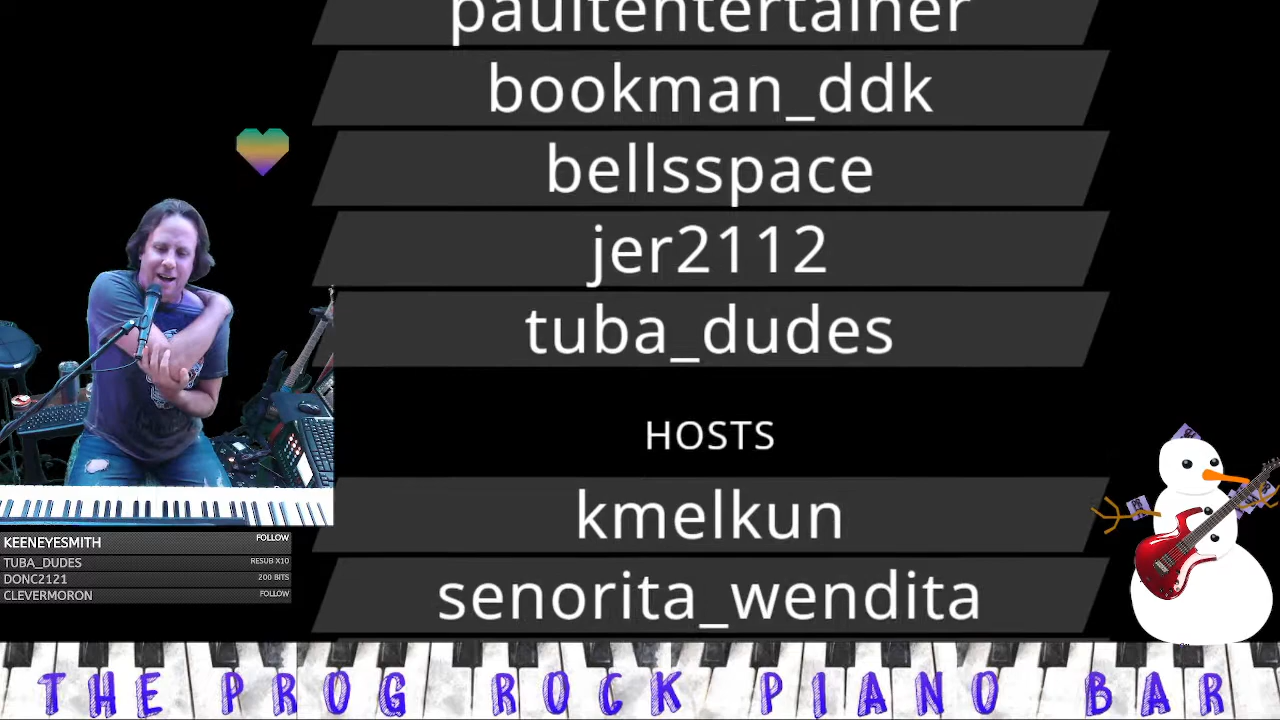 paultentertainer
bookman_ddk
bellsspace
jer2112
tuba_dudes
HOSTS
kmelkun
senorita_wendita
KEENEYESMITH FOLLOW
TUBA_DUDES RESUB X10
DONC2121 200 BITS
CLEVERMORON FOLLOW
THE PROG ROCK PIANO BAR